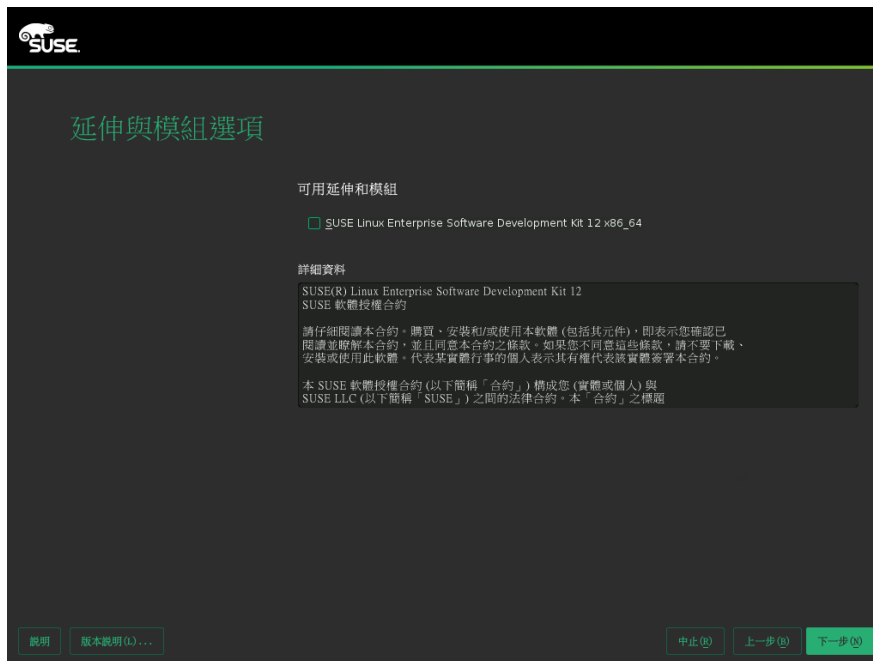 SUSE.
延伸與模組選項
可用延伸和模組
SUSE Linux Enterprise Software Development Kit 12 x86_64
詳細資料
SUSE(R) Linux Enterprise Software Development Kit 12
SUSE 軟體授權合約
請仔細閱讀本合約。購買、安裝和/或使用本軟體 (包括其元件)，即表示您確認已
閱讀並瞭解本合約，並且同意本合約之條款。如果您不同意這些條款，請不要下載、
安裝或使用此軟體。代表某實體行事的個人表示其有權代表該實體簽署本合約。
本 SUSE 軟體授權合約 (以下簡稱「合約」) 構成您 (實體或個人) 與
SUSE LLC (以下簡稱「SUSE」) 之間的法律合約。本「合約」之標題
說明 版本說明(L)... 中止(R) 上一步(B) 下一步(N)